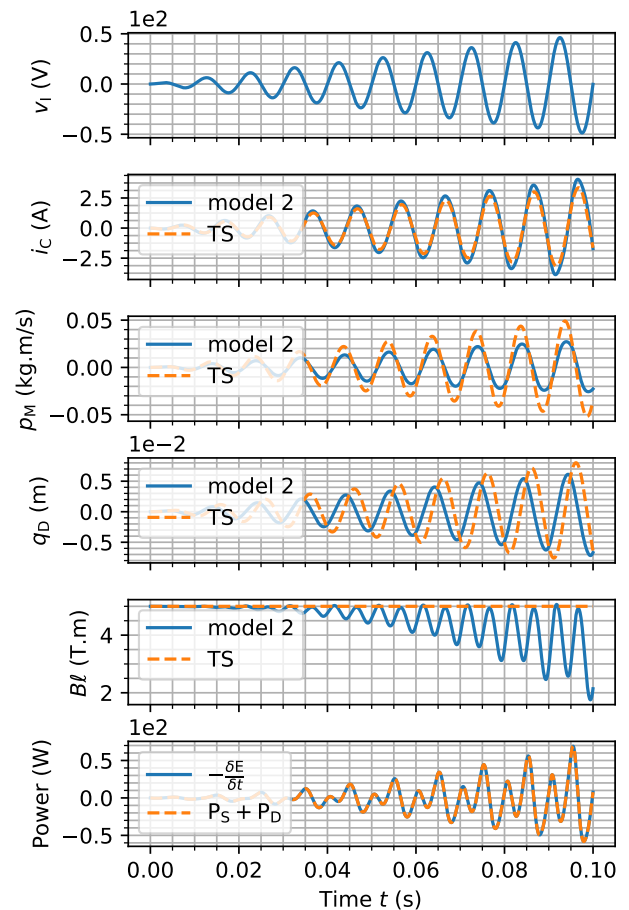 1e2
0.5
0.0
−0.5
v_I (V)
2.5
0.0
−2.5
i_C (A)
model 2
TS
0.05
0.00
−0.05
p_M (kg.m/s)
model 2
TS
1e−2
0.5
0.0
−0.5
q_D (m)
model 2
TS
4
2
Bℓ (T.m)
model 2
TS
1e2
0.5
0.0
−0.5
Power (W)
−δE/δt
P_S + P_D
0.00 0.02 0.04 0.06 0.08 0.10
Time t (s)